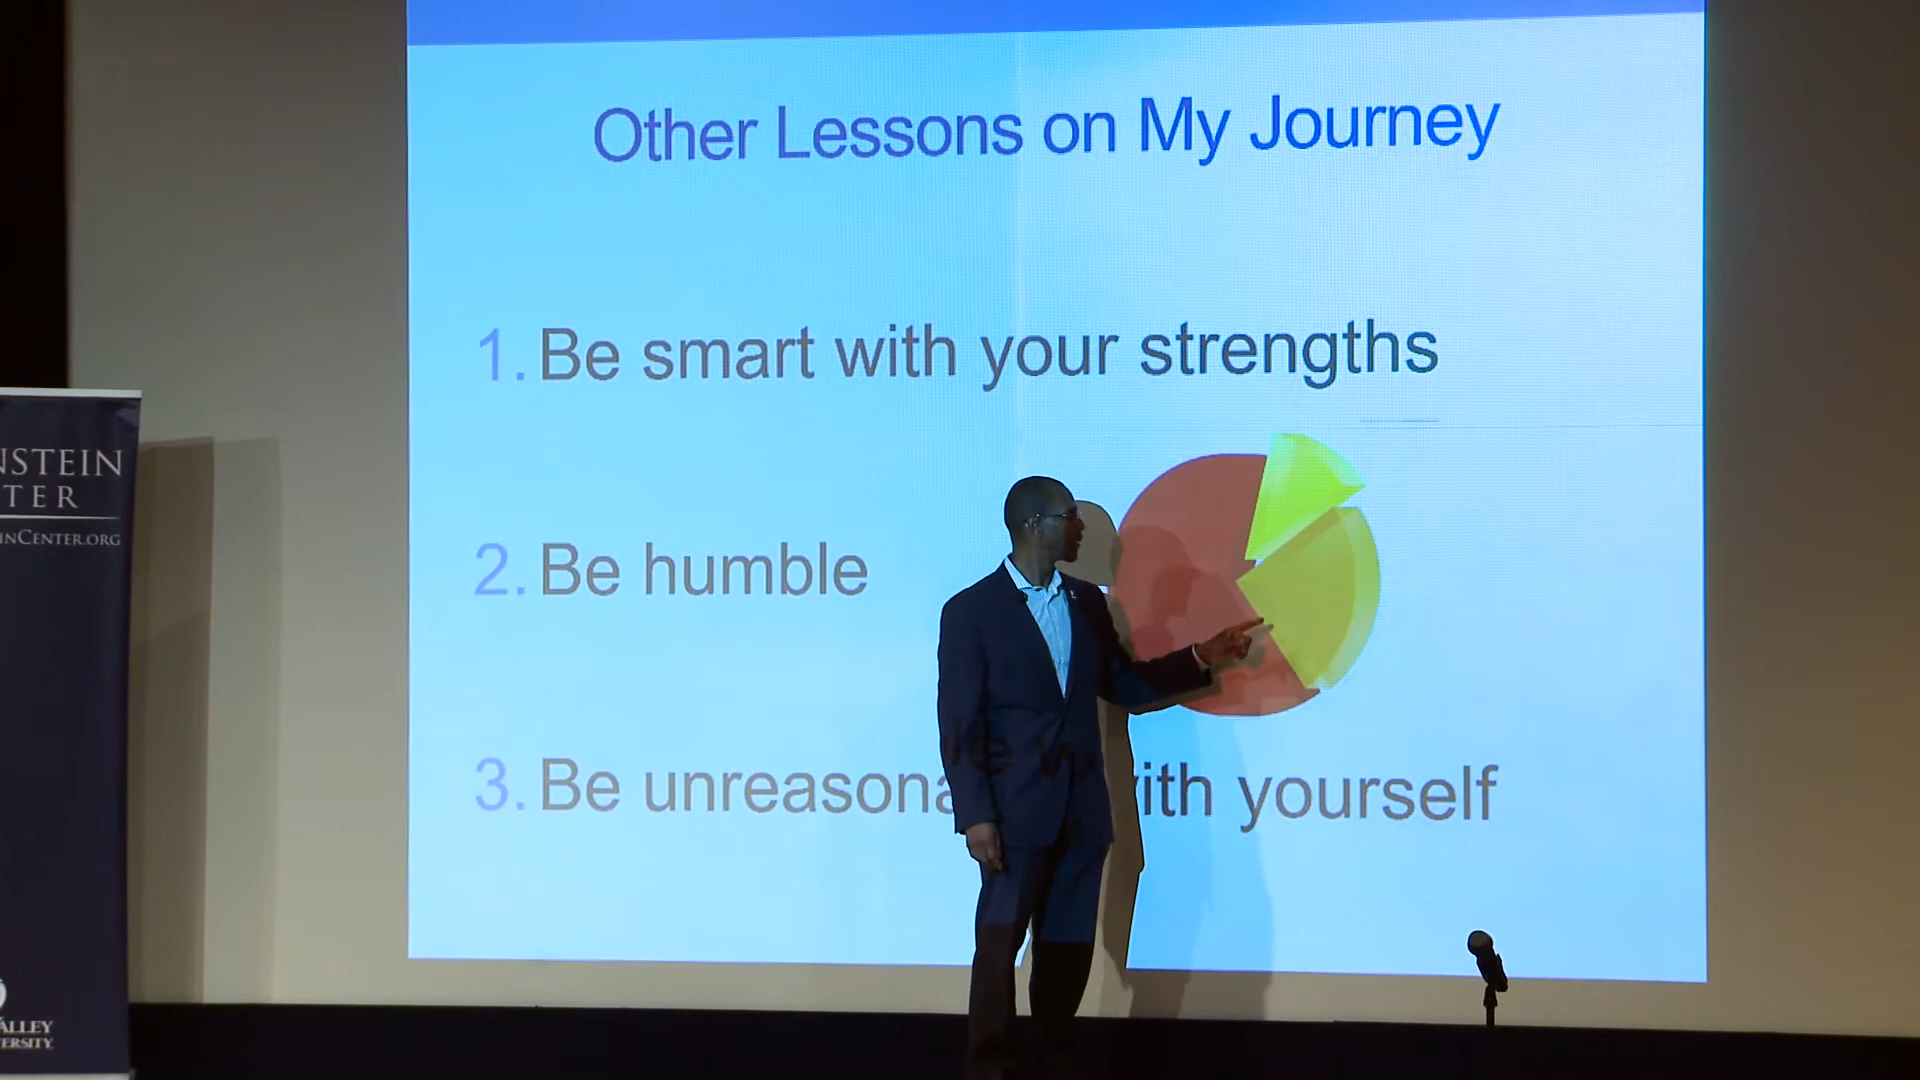 Other Lessons on My Journey
1. Be smart with your strengths
2. Be humble
3. Be unreasona ith yourself
NSTEIN
TER
INCENTER.ORG
ALLEY
ERSITY